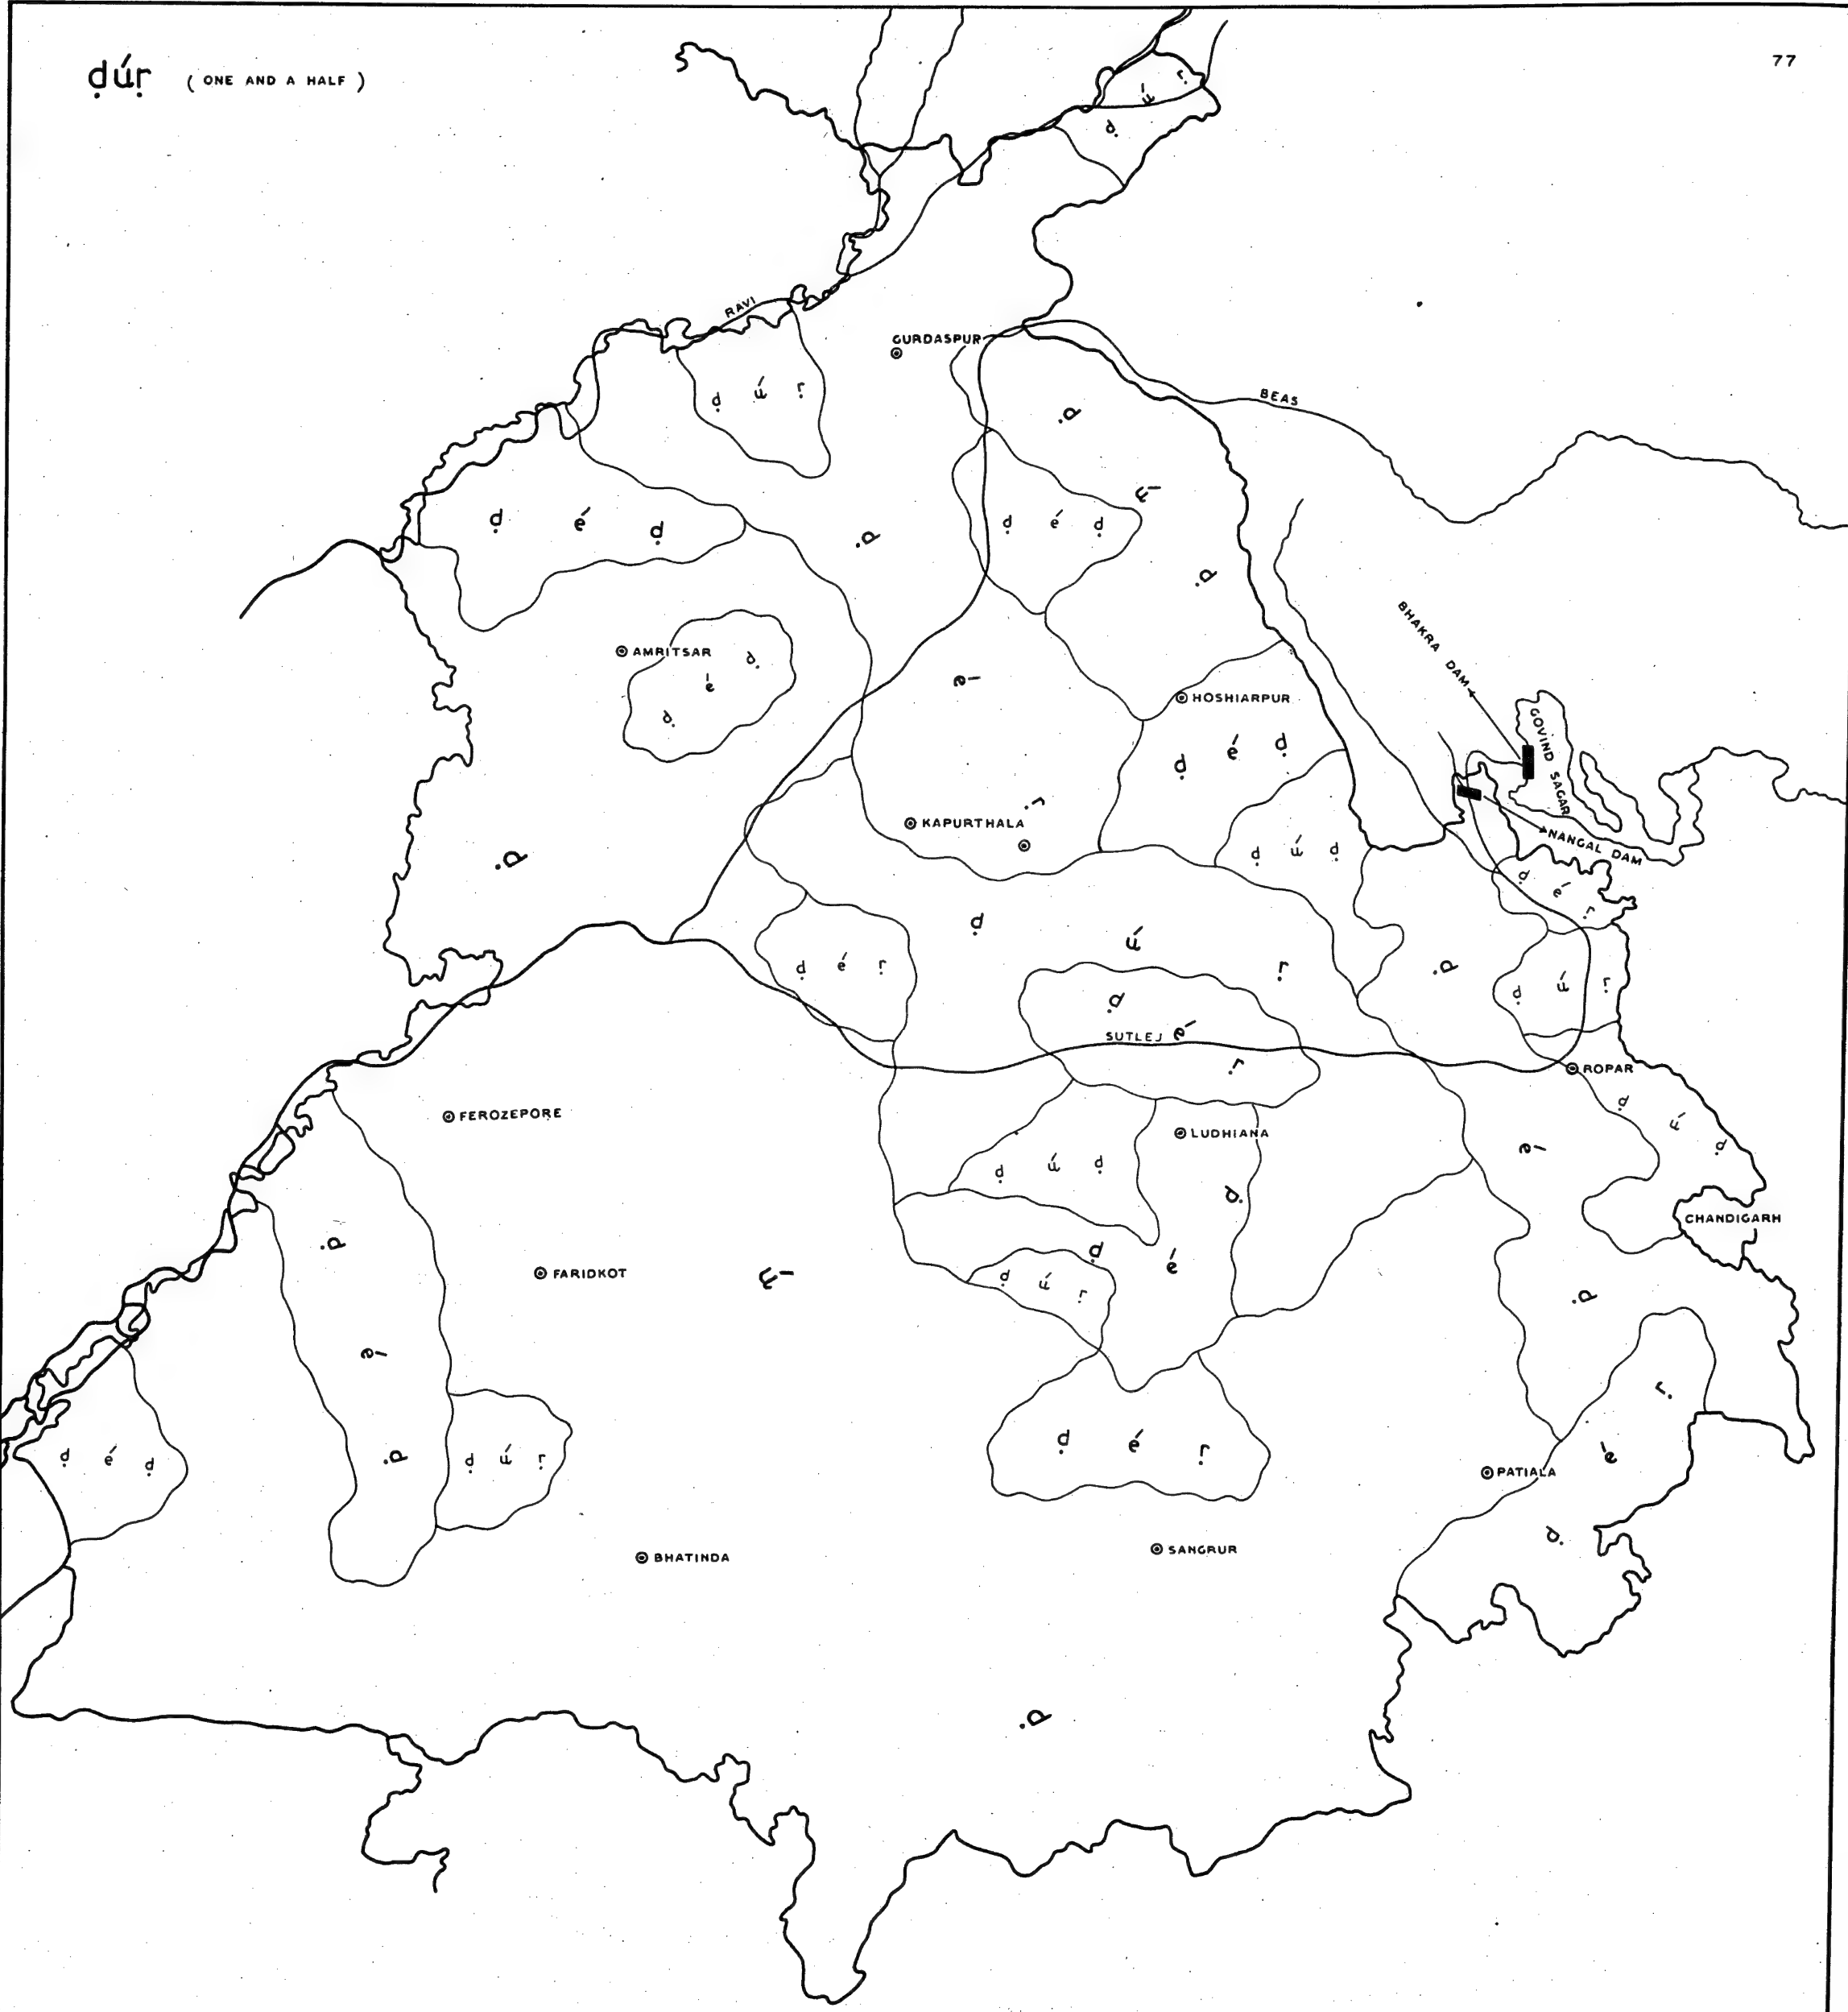 ḍúṛ (ONE AND A HALF)
77
ḍ ú ṛ
RAVI
GURDASPUR
ḍ ú ṛ
BEAS
ḍ ú ḍ
ḍ é ḍ
ḍ é ḍ
ḍ é ṛ
AMRITSAR
ḍ é ḍ
BHAKRA DAM
HOSHIARPUR
GOVIND SAGAR
ḍ é ḍ
NANGAL DAM
KAPURTHALA
ḍ ú ḍ
ḍ é ṛ
ḍ ú ḍ
ḍ ú ṛ
ḍ é ṛ
ḍ ú ṛ
ḍ é ḍ
ḍ é ṛ
SUTLEJ
ROPAR
ḍ ú ḍ
FEROZEPORE
LUDHIANA
ḍ ú ḍ
CHANDIGARH
ḍ é ḍ
FARIDKOT
ḍ é ḍ
ḍ ú ṛ
ḍ é ḍ
ḍ ú ṛ
ḍ é ṛ
ḍ é ṛ
PATIALA
BHATINDA
SANGRUR